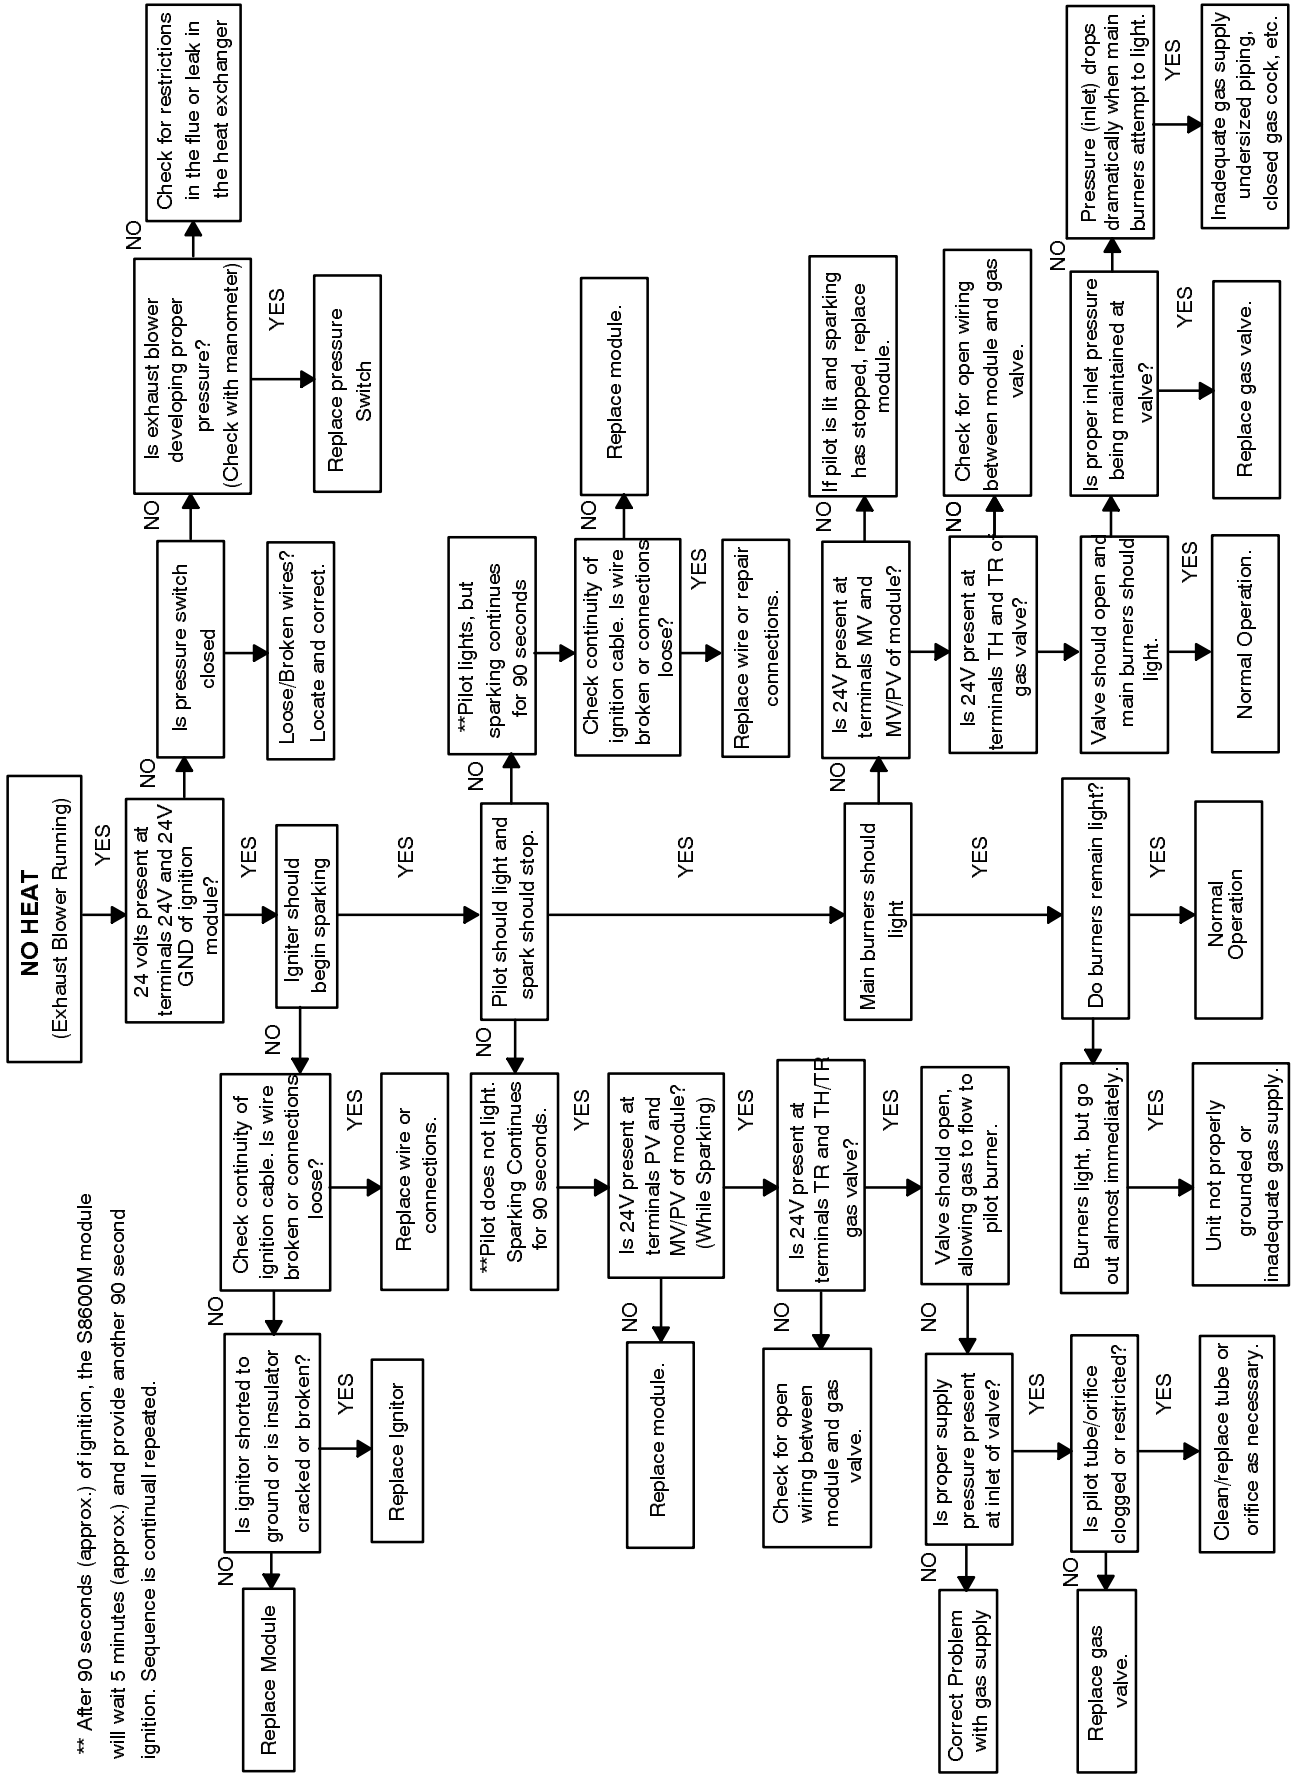 ** After 90 seconds (approx.) of ignition, the S8600M module
will wait 5 minutes (approx.) and provide another 90 second
ignition. Sequence is continuall repeated.
NO HEAT
(Exhaust Blower Running)
YES
24 volts present at
terminals 24V and 24V
GND of ignition
module?
NO
Is pressure switch
closed
NO
Is exhaust blower
developing proper
pressure?
(Check with manometer)
NO
Check for restrictions
in the flue or leak in
the heat exchanger
YES
Replace pressure
Switch
Loose/Broken wires?
Locate and correct.
YES
Igniter should
begin sparking
NO
Check continuity of
ignition cable. Is wire
broken or connections
loose?
NO
Is ignitor shorted to
ground or is insulator
cracked or broken?
NO
Replace Module
YES
Replace Ignitor
YES
Replace wire or
connections.
YES
Pilot should light and
spark should stop.
NO
**Pilot lights, but
sparking continues
for 90 seconds
Check continuity of
ignition cable. Is wire
broken or connections
loose?
NO
Replace module.
YES
Replace wire or repair
connections.
NO
**Pilot does not light.
Sparking Continues
for 90 seconds.
YES
Is 24V present at
terminals PV and
MV/PV of module?
(While Sparking)
NO
Replace module.
YES
Is 24V present at
terminals TR and TH/TR
gas valve?
NO
Check for open
wiring between
module and gas
valve.
YES
Valve should open,
allowing gas to flow to
pilot burner.
NO
Is proper supply
pressure present
at inlet of valve?
NO
Correct Problem
with gas supply
YES
Is pilot tube/orifice
clogged or restricted?
NO
Replace gas
valve.
YES
Clean/replace tube or
orifice as necessary.
YES
Main burners should
light
NO
Is 24V present at
terminals MV and
MV/PV of module?
NO
If pilot is lit and sparking
has stopped, replace
module.
Is 24V present at
terminals TH and TR of
gas valve?
NO
Check for open wiring
between module and gas
valve.
Valve should open and
main burners should
light.
Is proper inlet pressure
being maintained at
valve?
NO
Pressure (inlet) drops
dramatically when main
burners attempt to light.
YES
Inadequate gas supply
undersized piping,
closed gas cock, etc.
YES
Replace gas valve.
YES
Normal Operation.
YES
Do burners remain light?
YES
Normal
Operation
Burners light, but go
out almost immediately.
YES
Unit not properly
grounded or
inadequate gas supply.